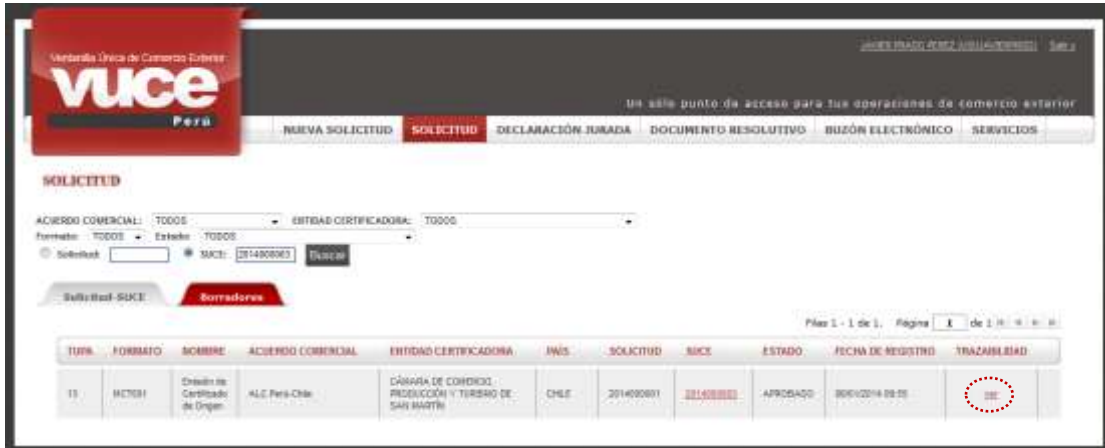 Ventanilla Única de Comercio Exterior
vuce
Perú
Salir
Un sólo punto de acceso para tus operaciones de comercio exterior
NUEVA SOLICITUD SOLICITUD DECLARACIÓN JURADA DOCUMENTO RESOLUTIVO BUZÓN ELECTRÓNICO SERVICIOS
SOLICITUD
ACUERDO COMERCIAL: TODOS ENTIDAD CERTIFICADORA: TODOS
Formato: TODOS Estado: TODOS
Solicitud: SUCE: 2014000003 Buscar
Solicitud-SUCE Borradores
Filas 1 - 1 de 1. Página 1 de 1
TUPA FORMATO NOMBRE ACUERDO COMERCIAL ENTIDAD CERTIFICADORA PAÍS SOLICITUD SUCE ESTADO FECHA DE REGISTRO TRAZABILIDAD
Emisión de Certificado de Origen ALC Perú-Chile CÁMARA DE COMERCIO, PRODUCCIÓN Y TURISMO DE SAN MARTÍN CHILE APROBADO ver